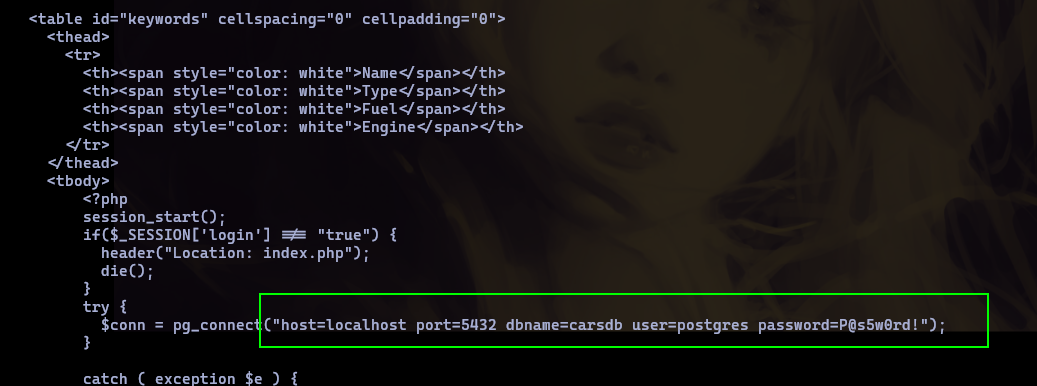 <table id="keywords" cellspacing="0" cellpadding="0">
<thead>
<tr>
<th><span style="color: white">Name</span></th>
<th><span style="color: white">Type</span></th>
<th><span style="color: white">Fuel</span></th>
<th><span style="color: white">Engine</span></th>
</tr>
</thead>
<tbody>
<?php
session_start();
if($_SESSION['login'] !== "true") {
header("Location: index.php");
die();
}
try {
$conn = pg_connect("host=localhost port=5432 dbname=carsdb user=postgres password=P@s5w0rd!");
}
catch ( exception $e ) {